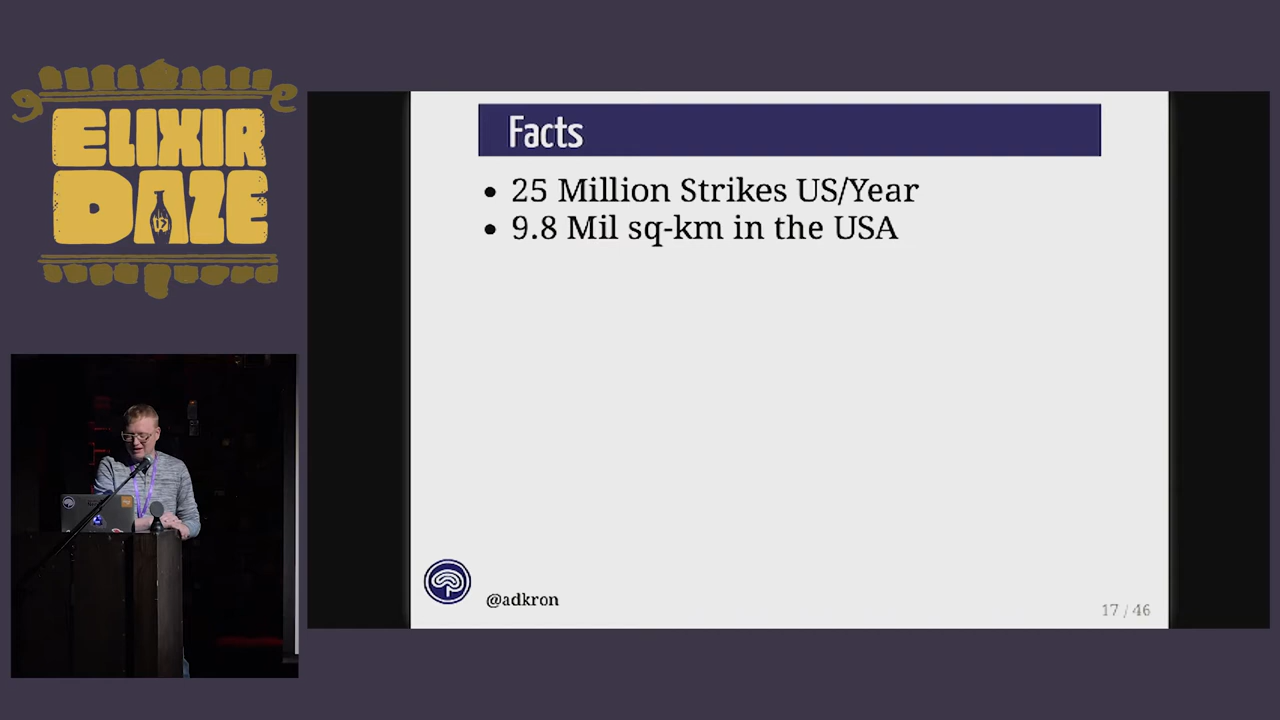 ELIXIR
DAZE
Facts
• 25 Million Strikes US/Year
• 9.8 Mil sq-km in the USA
@adkron
17 / 46